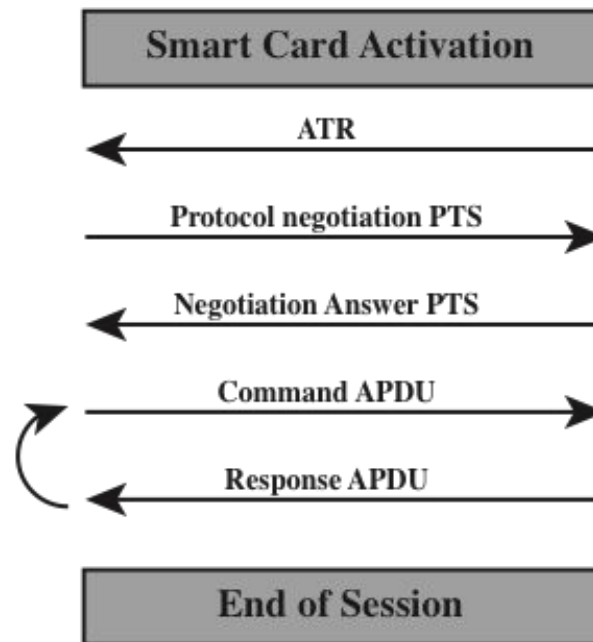 Smart Card Activation
ATR
Protocol negotiation PTS
Negotiation Answer PTS
Command APDU
Response APDU
End of Session